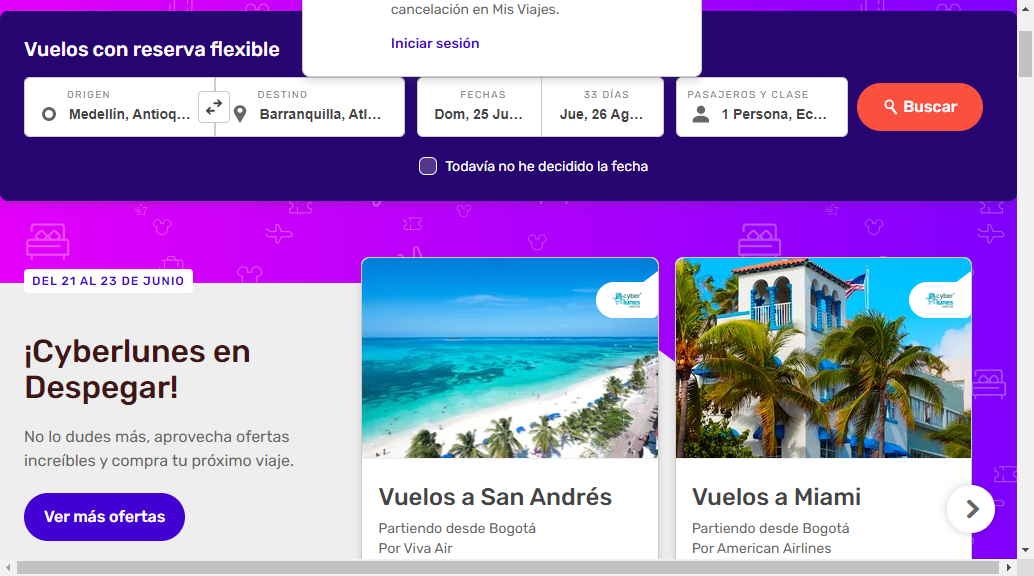 cancelación en Mis Viajes.
Iniciar sesión
Vuelos con reserva flexible
ORIGEN
Medellín, Antioq...
DESTINO
Barranquilla, Atl...
FECHAS
Dom, 25 Ju...
33 DÍAS
Jue, 26 Ag...
PASAJEROS Y CLASE
1 Persona, Ec...
Buscar
Todavía no he decidido la fecha
DEL 21 AL 23 DE JUNIO
¡Cyberlunes en
Despegar!
No lo dudes más, aprovecha ofertas
increíbles y compra tu próximo viaje.
Ver más ofertas
cyber
lunes
Vuelos a San Andrés
Partiendo desde Bogotá
Por Viva Air
cyber
lunes
Vuelos a Miami
Partiendo desde Bogotá
Por American Airlines